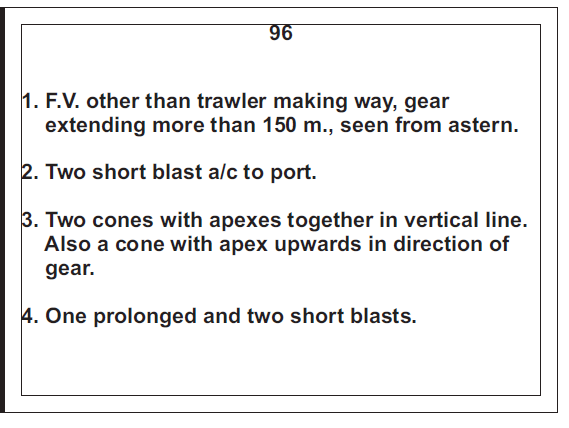 96
1. F.V. other than trawler making way, gear
extending more than 150 m., seen from astern.
2. Two short blast a/c to port.
3. Two cones with apexes together in vertical line.
Also a cone with apex upwards in direction of
gear.
4. One prolonged and two short blasts.